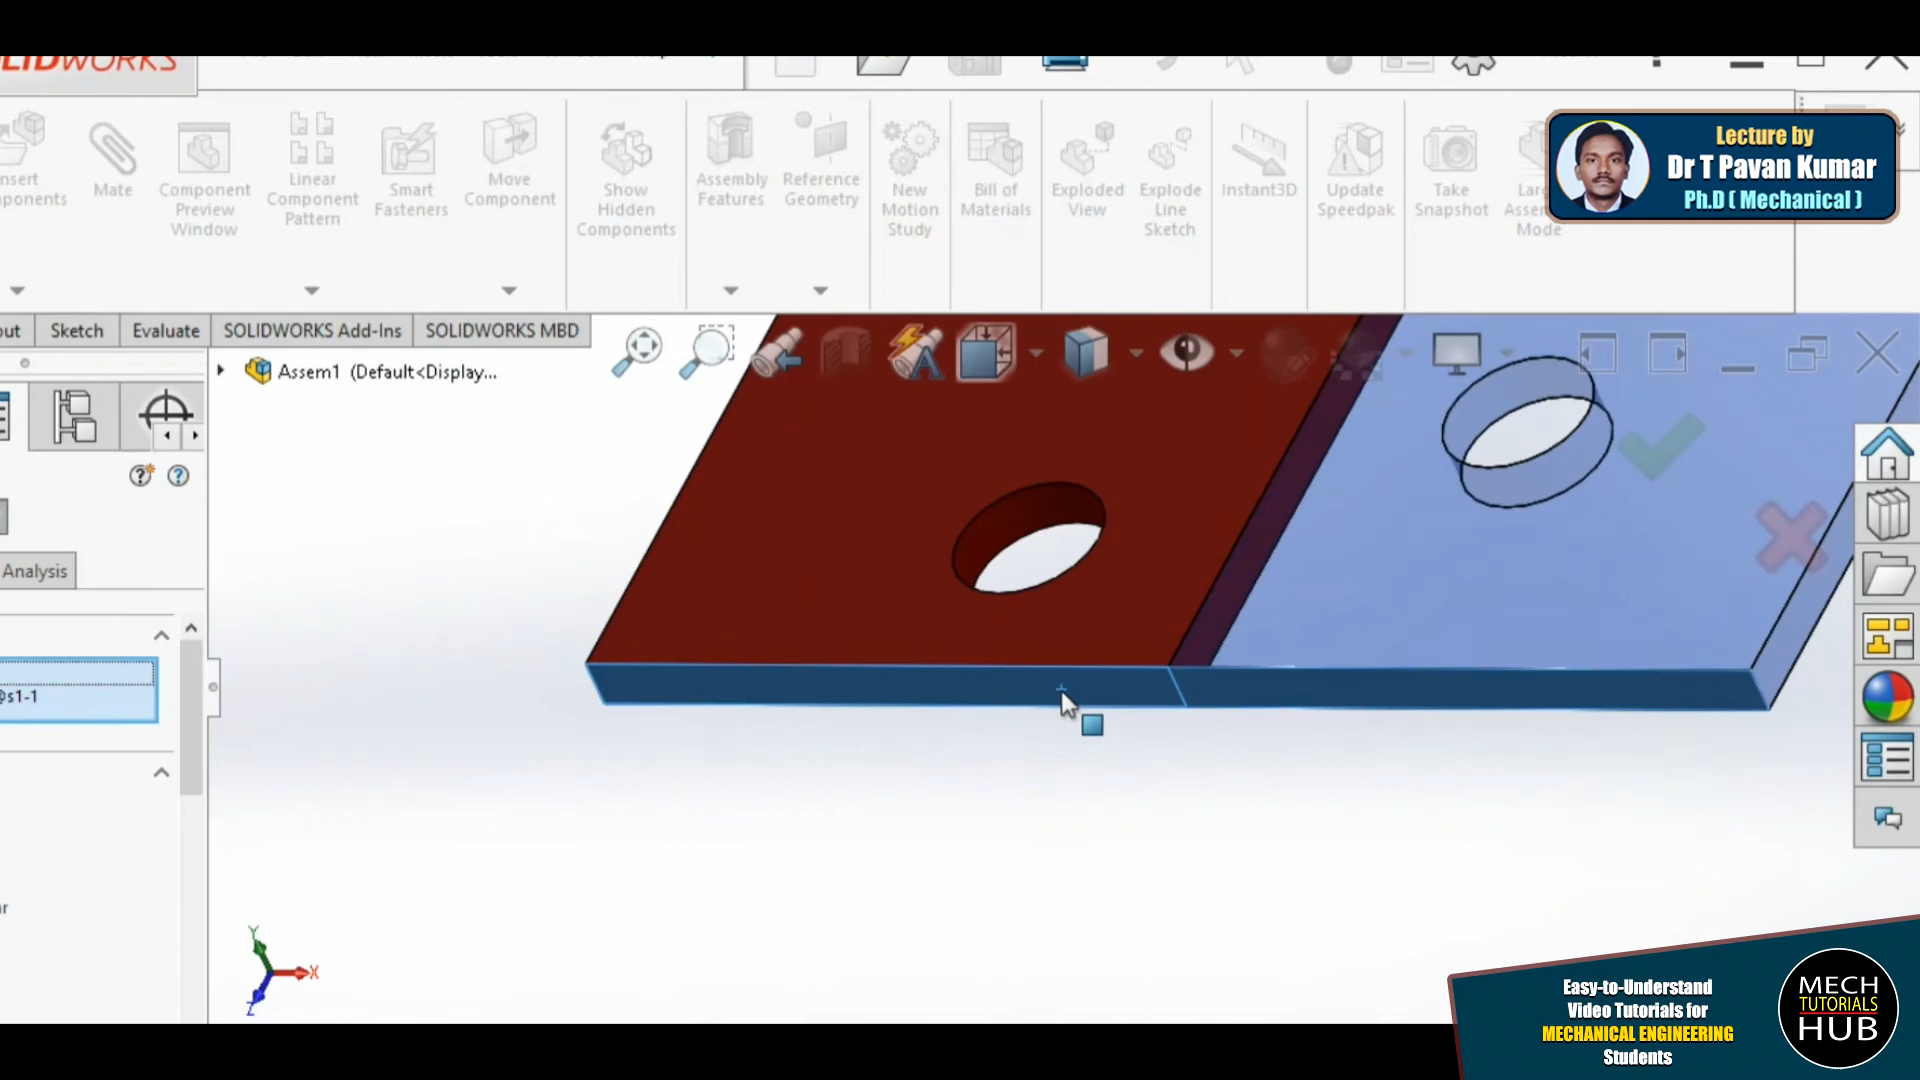 Lecture by
Dr T Pavan Kumar
Ph.D ( Mechanical )
Mate
Component
Preview
Window
Linear
Component
Pattern
Smart
Fasteners
Move
Component
Show
Hidden
Components
Assembly
Features
Reference
Geometry
New
Motion
Study
Bill of
Materials
Exploded
View
Explode
Line
Sketch
Instant3D
Update
Speedpak
Take
Snapshot
Mode
Sketch
Evaluate
SOLIDWORKS Add-Ins
SOLIDWORKS MBD
Assem1 (Default<Display...
Analysis
@s1-1
Y
X
Z
Easy-to-Understand
Video Tutorials for
MECHANICAL ENGINEERING
Students
MECH
TUTORIALS
HUB